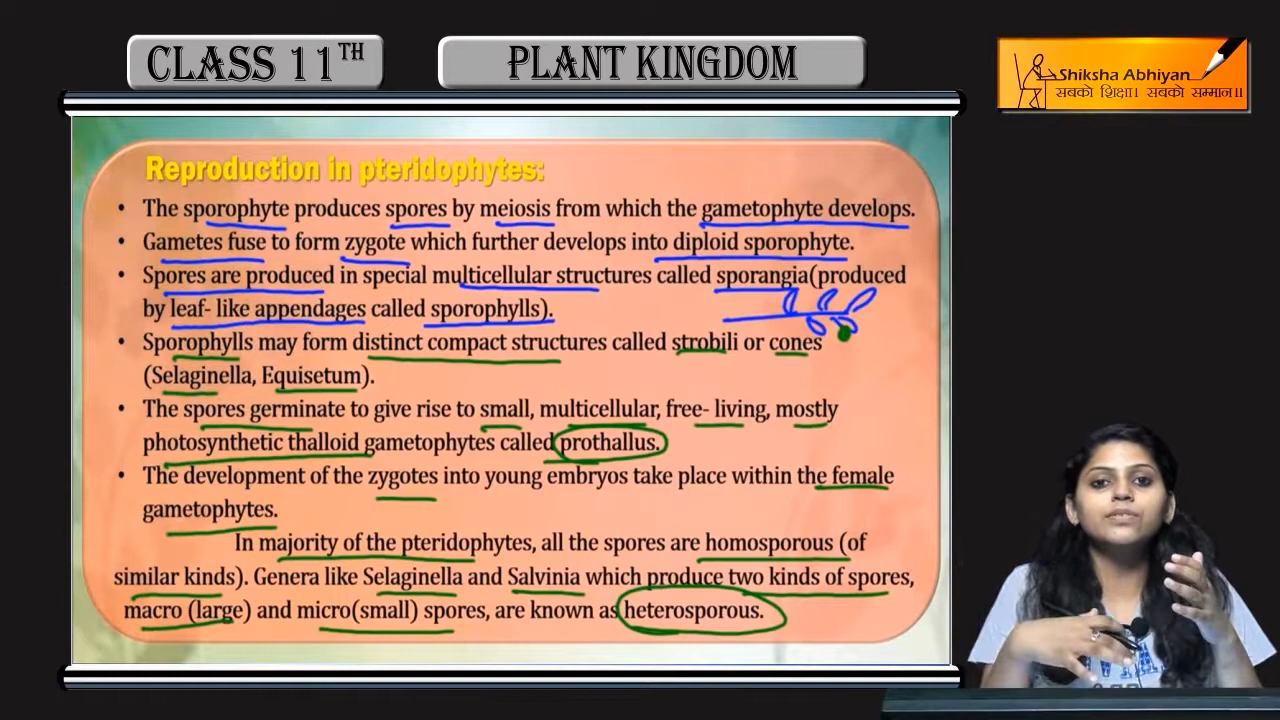 CLASS 11TH
PLANT KINGDOM
Shiksha Abhiyan
सबको शिक्षा। सबको सम्मान॥
Reproduction in pteridophytes:
• The sporophyte produces spores by meiosis from which the gametophyte develops.
• Gametes fuse to form zygote which further develops into diploid sporophyte.
• Spores are produced in special multicellular structures called sporangia(produced
by leaf- like appendages called sporophylls).
• Sporophylls may form distinct compact structures called strobili or cones
(Selaginella, Equisetum).
• The spores germinate to give rise to small, multicellular, free- living, mostly
photosynthetic thalloid gametophytes called prothallus.
• The development of the zygotes into young embryos take place within the female
gametophytes.
In majority of the pteridophytes, all the spores are homosporous (of
similar kinds). Genera like Selaginella and Salvinia which produce two kinds of spores,
macro (large) and micro(small) spores, are known as heterosporous.